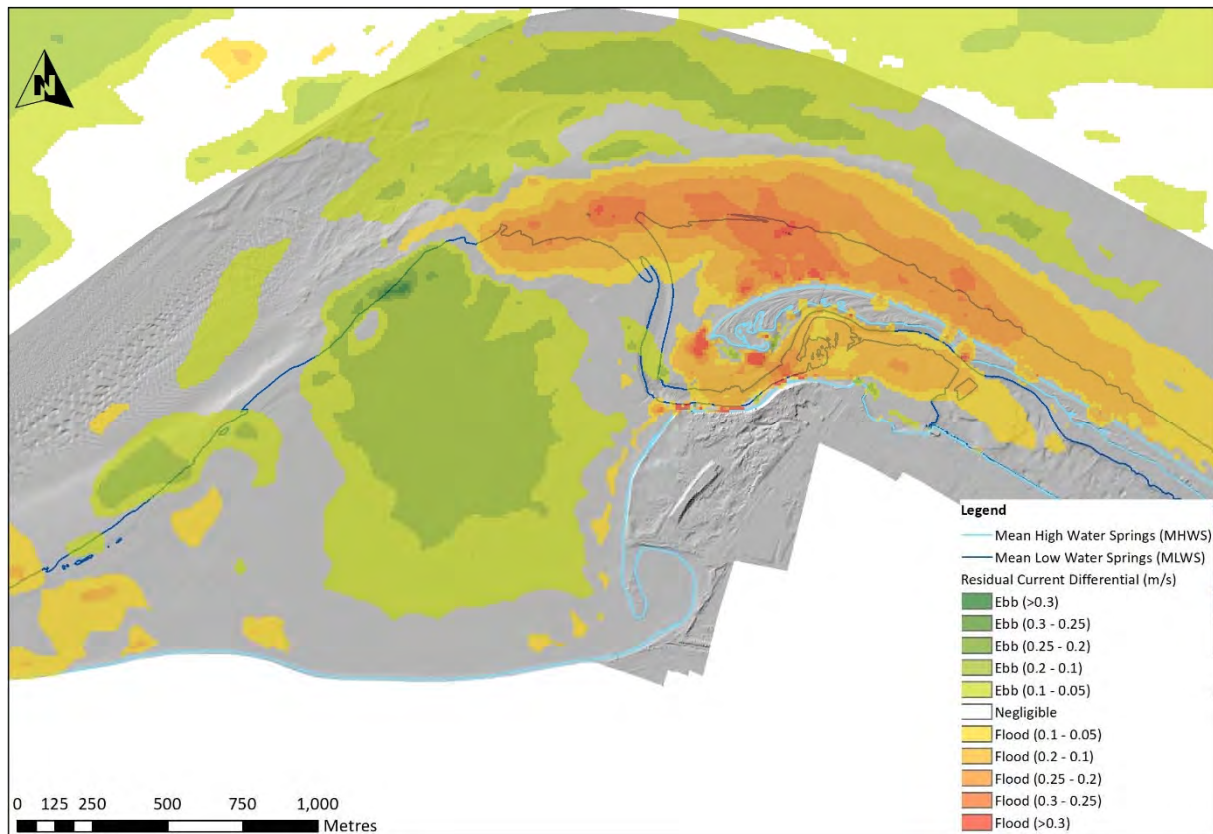 N
Legend
Mean High Water Springs (MHWS)
Mean Low Water Springs (MLWS)
Residual Current Differential (m/s)
Ebb (>0.3)
Ebb (0.3 - 0.25)
Ebb (0.25 - 0.2)
Ebb (0.2 - 0.1)
Ebb (0.1 - 0.05)
Negligible
Flood (0.1 - 0.05)
Flood (0.2 - 0.1)
Flood (0.25 - 0.2)
Flood (0.3 - 0.25)
Flood (>0.3)
0 125 250 500 750 1,000
Metres